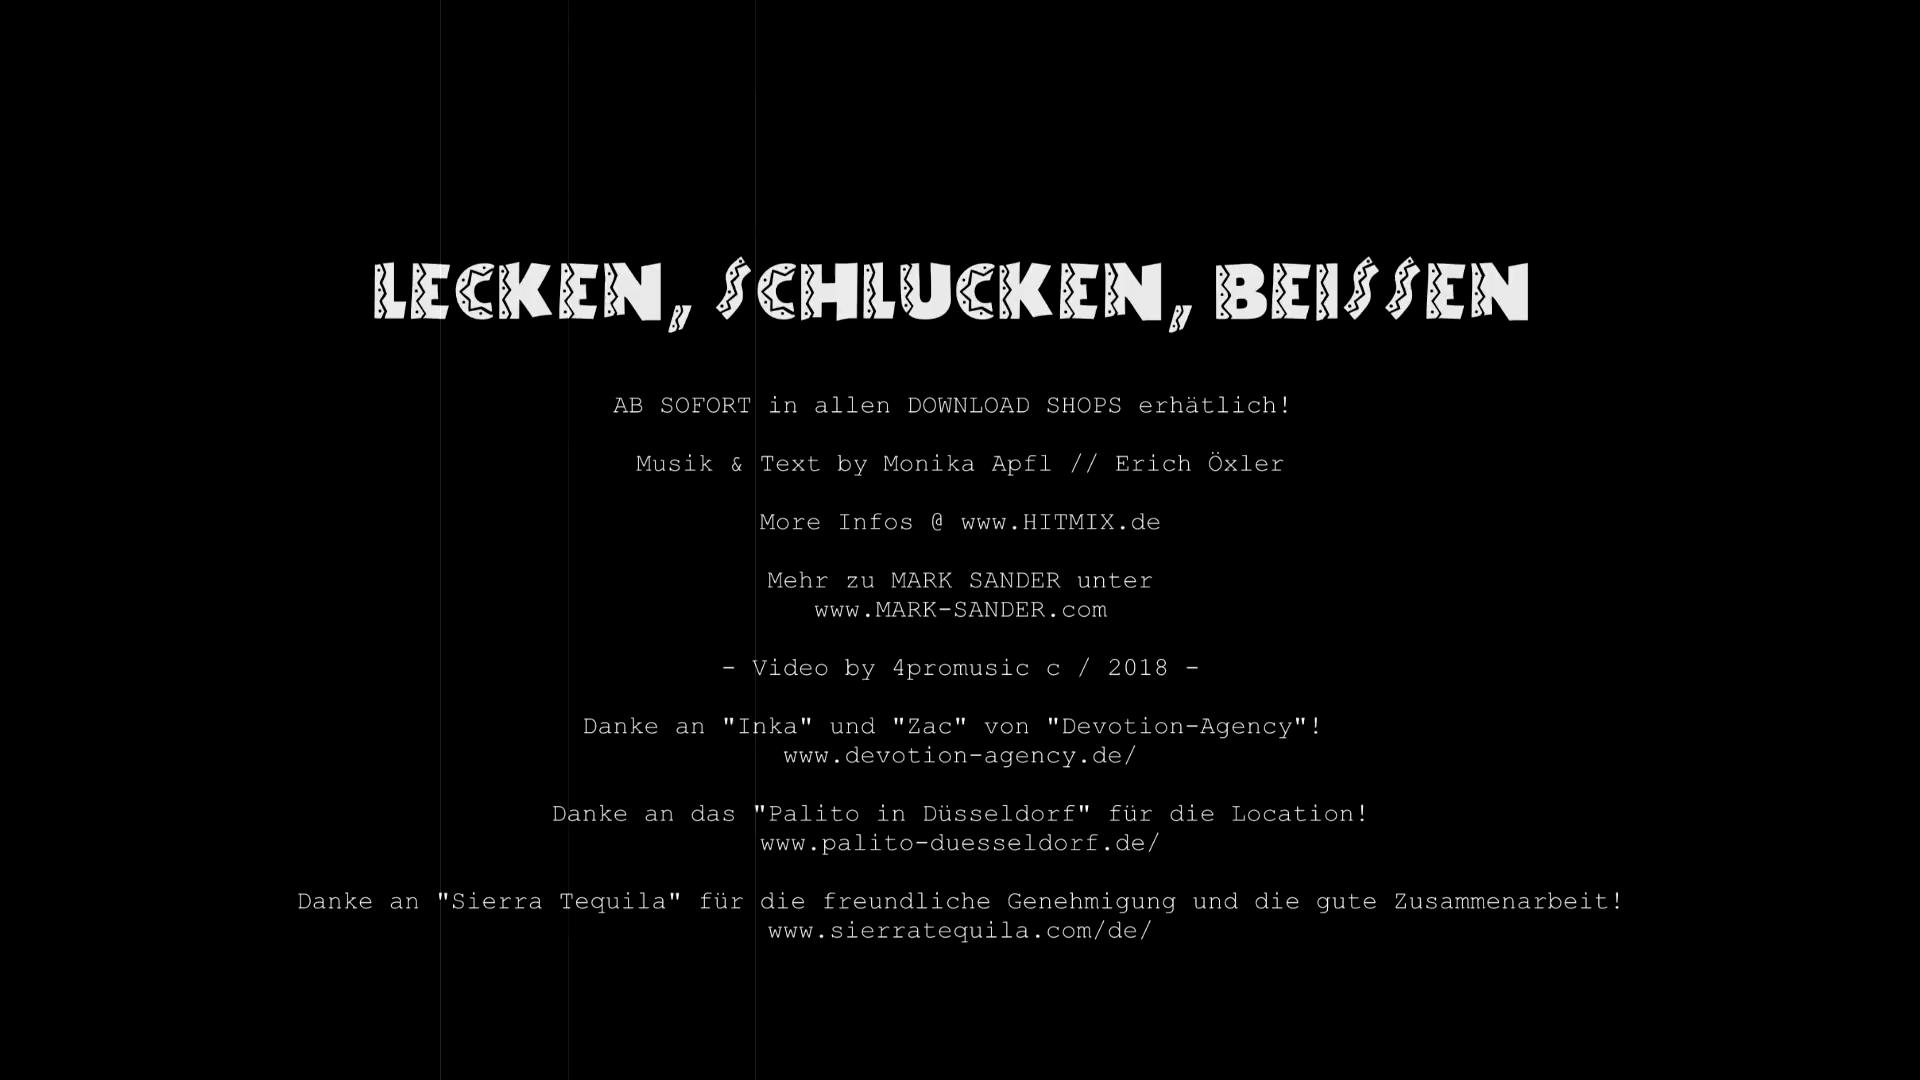 LECKEN, SCHLUCKEN, BEISSEN
AB SOFORT in allen DOWNLOAD SHOPS erhätlich!
Musik & Text by Monika Apfl // Erich Öxler
More Infos @ www.HITMIX.de
Mehr zu MARK SANDER unter
www.MARK-SANDER.com
- Video by 4promusic c / 2018 -
Danke an "Inka" und "Zac" von "Devotion-Agency"!
www.devotion-agency.de/
Danke an das "Palito in Düsseldorf" für die Location!
www.palito-duesseldorf.de/
Danke an "Sierra Tequila" für die freundliche Genehmigung und die gute Zusammenarbeit!
www.sierratequila.com/de/